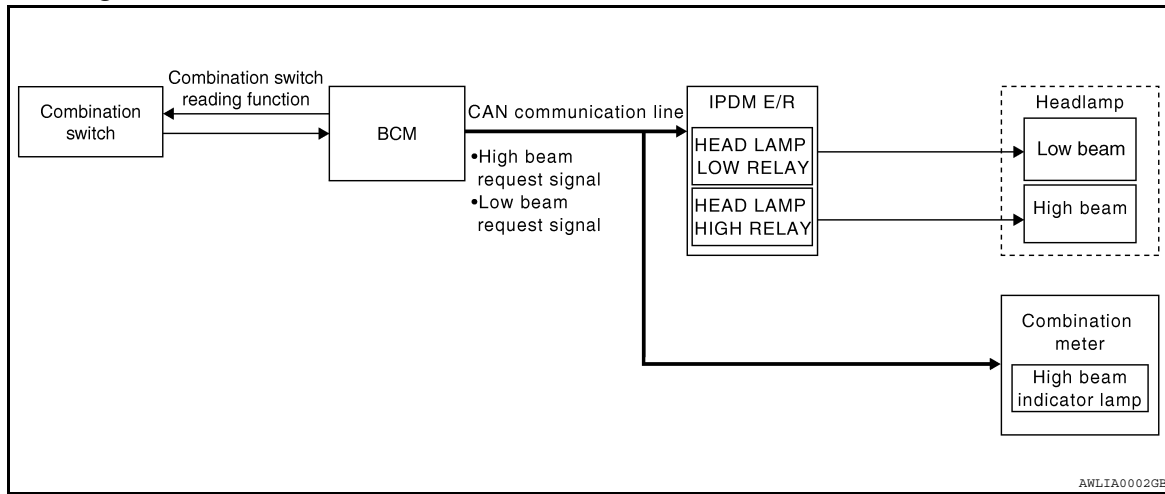 Combination
switch
Combination switch
reading function
BCM
CAN communication line
•High beam
request signal
•Low beam
request signal
IPDM E/R
HEAD LAMP
LOW RELAY
HEAD LAMP
HIGH RELAY
Headlamp
Low beam
High beam
Combination
meter
High beam
indicator lamp
AWLIA0002GB